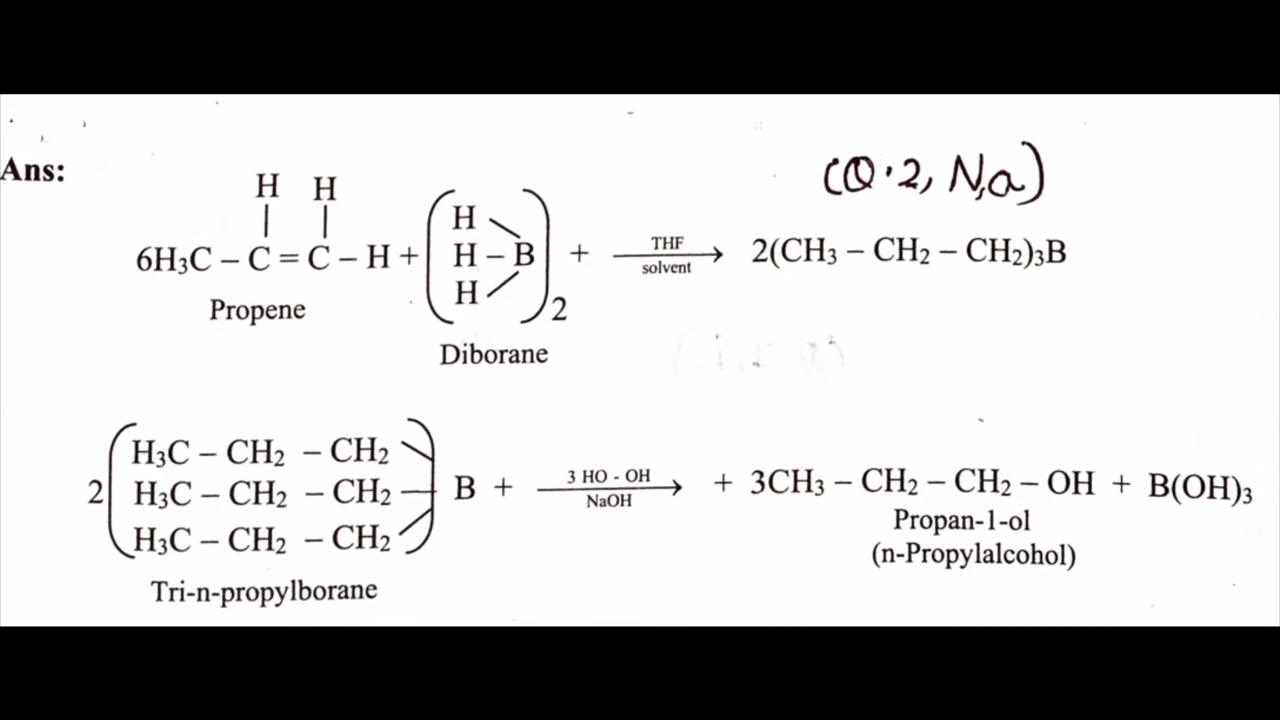 Ans:
(Q.2, N,a)
H H
6H₃C – C = C – H + ( H H – B H )₂ + THF solvent → 2(CH₃ – CH₂ – CH₂)₃B
Propene
Diborane
H₃C – CH₂ – CH₂
2 H₃C – CH₂ – CH₂ – B + 3 HO - OH NaOH → + 3CH₃ – CH₂ – CH₂ – OH + B(OH)₃
H₃C – CH₂ – CH₂
Propan-1-ol
(n-Propylalcohol)
Tri-n-propylborane